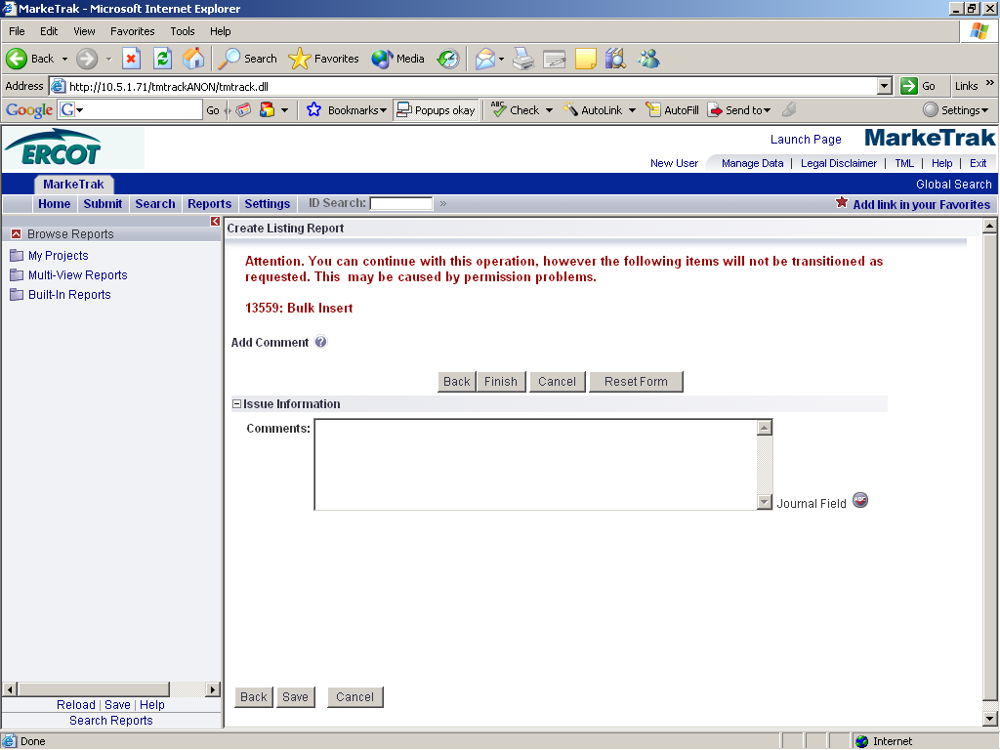 MarkeTrak - Microsoft Internet Explorer
File Edit View Favorites Tools Help
Back Search Favorites Media
Address http://10.5.1.71/tmtrackANON/tmtrack.dll Go Links »
Google G Go Bookmarks Popups okay ABC Check AutoLink AutoFill Send to Settings
ERCOT Launch Page MarkeTrak
New User Manage Data | Legal Disclaimer | TML | Help | Exit
MarkeTrak Global Search
Home Submit Search Reports Settings ID Search: » Add link in your Favorites
Browse Reports
My Projects
Multi-View Reports
Built-In Reports
Create Listing Report
Attention. You can continue with this operation, however the following items will not be transitioned as
requested. This may be caused by permission problems.
13559: Bulk Insert
Add Comment ?
Back Finish Cancel Reset Form
Issue Information
Comments:
Journal Field ABC
Back Save Cancel
Reload | Save | Help
Search Reports
Done Internet